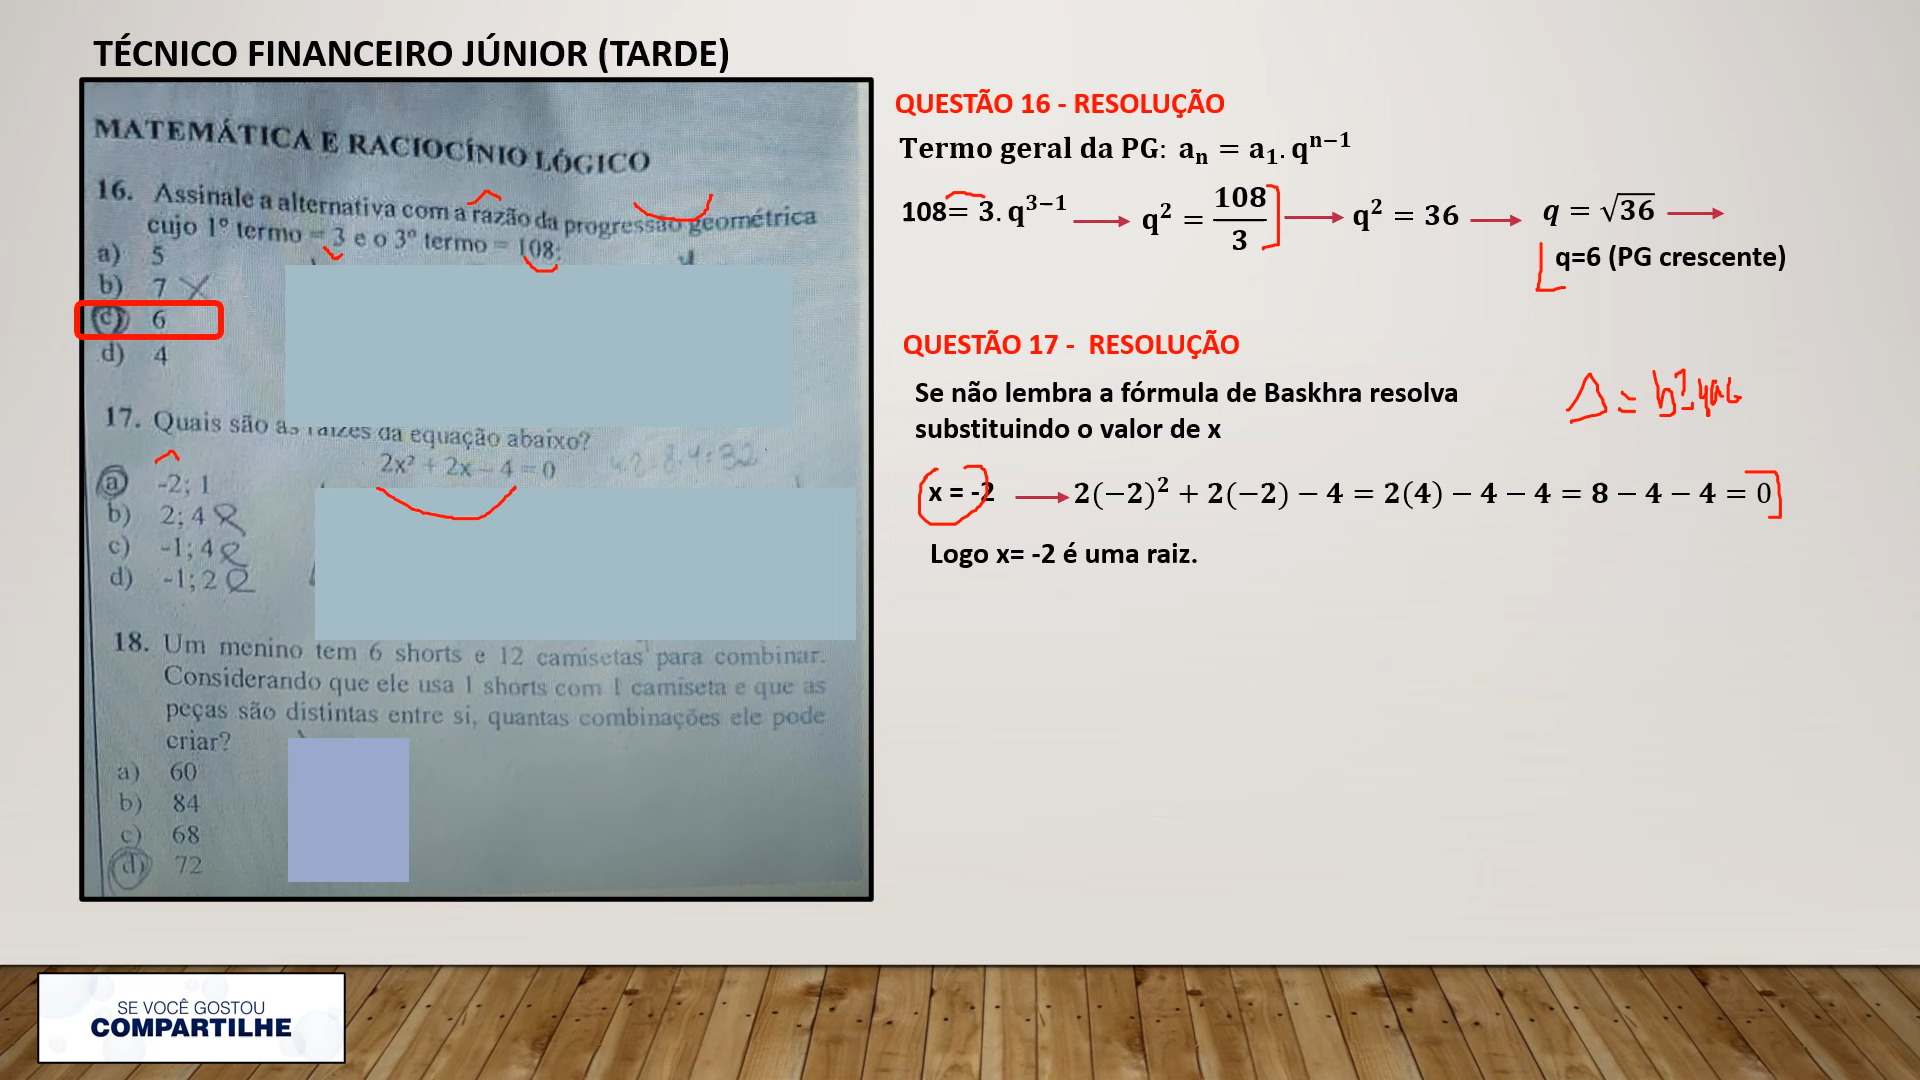 TÉCNICO FINANCEIRO JÚNIOR (TARDE)
MATEMÁTICA E RACIOCÍNIO LÓGICO
16. Assinale a alternativa com a razão da progressão geométrica
cujo 1º termo = 3 e o 3º termo = 108:
a) 5
b) 7 X
c) 6
d) 4
17. Quais são as raízes da equação abaixo?
2x² + 2x – 4 = 0
a) -2; 1
b) 2; 4
c) -1; 4
d) -1; 2
18. Um menino tem 6 shorts e 12 camisetas para combinar.
Considerando que ele usa 1 shorts com 1 camiseta e que as
peças são distintas entre si, quantas combinações ele pode
criar?
a) 60
b) 84
c) 68
d) 72
QUESTÃO 16 - RESOLUÇÃO
Termo geral da PG: aₙ = a₁. qⁿ⁻¹
108= 3. q³⁻¹ → q² = 108/3 → q² = 36 → q = √36 →
q=6 (PG crescente)
QUESTÃO 17 - RESOLUÇÃO
Se não lembra a fórmula de Baskhra resolva
substituindo o valor de x
Δ = b²-4ac
x = -2 → 2(−2)² + 2(−2) − 4 = 2(4) − 4 − 4 = 8 − 4 − 4 = 0
Logo x= -2 é uma raiz.
SE VOCÊ GOSTOU
COMPARTILHE